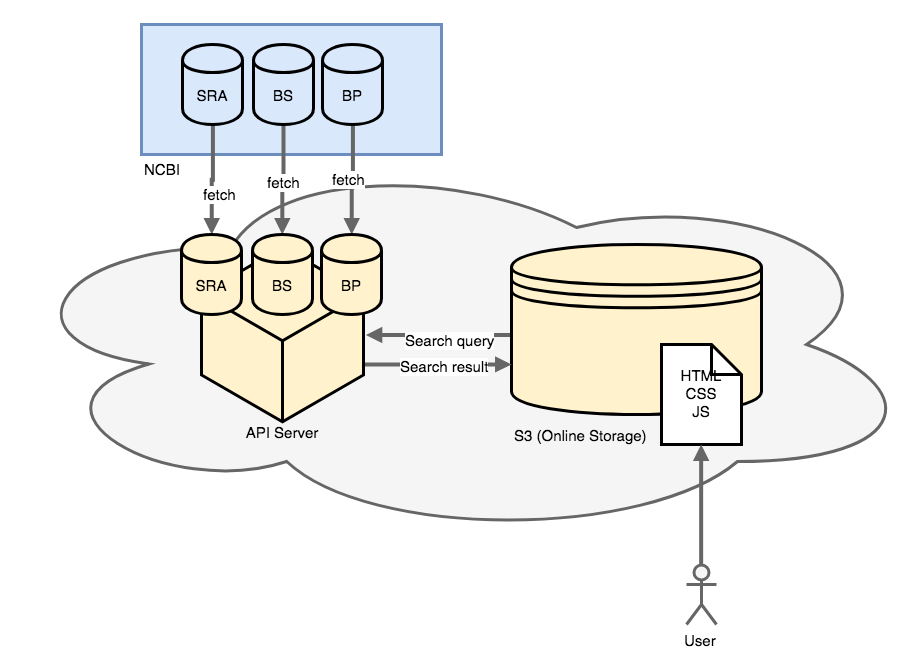 SRA
BS
BP
NCBI
fetch
fetch
fetch
SRA
BS
BP
Search query
Search result
HTML
CSS
JS
API Server
S3 (Online Storage)
User